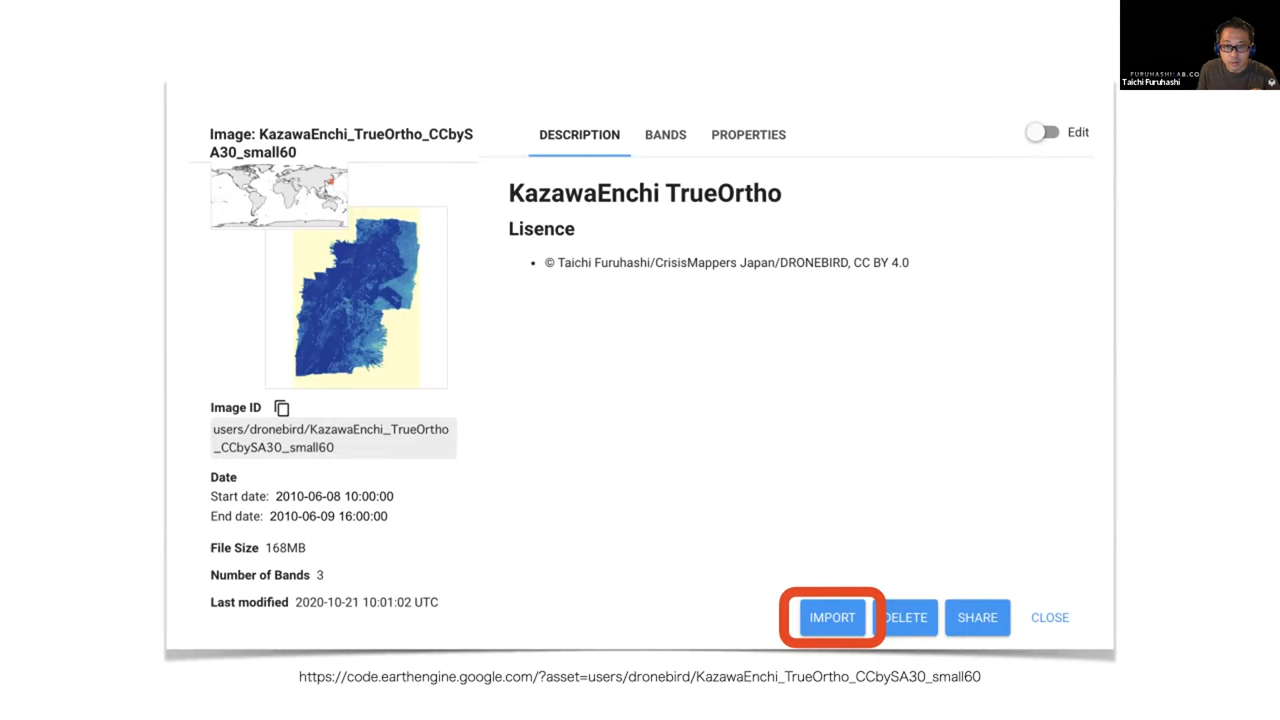 FURUHASHILAB.CO
Taichi Furuhashi
Image: KazawaEnchi_TrueOrtho_CCbyS
A30_small60
DESCRIPTION
BANDS
PROPERTIES
Edit
KazawaEnchi TrueOrtho
Lisence
• © Taichi Furuhashi/CrisisMappers Japan/DRONEBIRD, CC BY 4.0
Image ID
users/dronebird/KazawaEnchi_TrueOrtho
_CCbySA30_small60
Date
Start date: 2010-06-08 10:00:00
End date: 2010-06-09 16:00:00
File Size 168MB
Number of Bands 3
Last modified 2020-10-21 10:01:02 UTC
IMPORT
DELETE
SHARE
CLOSE
https://code.earthengine.google.com/?asset=users/dronebird/KazawaEnchi_TrueOrtho_CCbySA30_small60